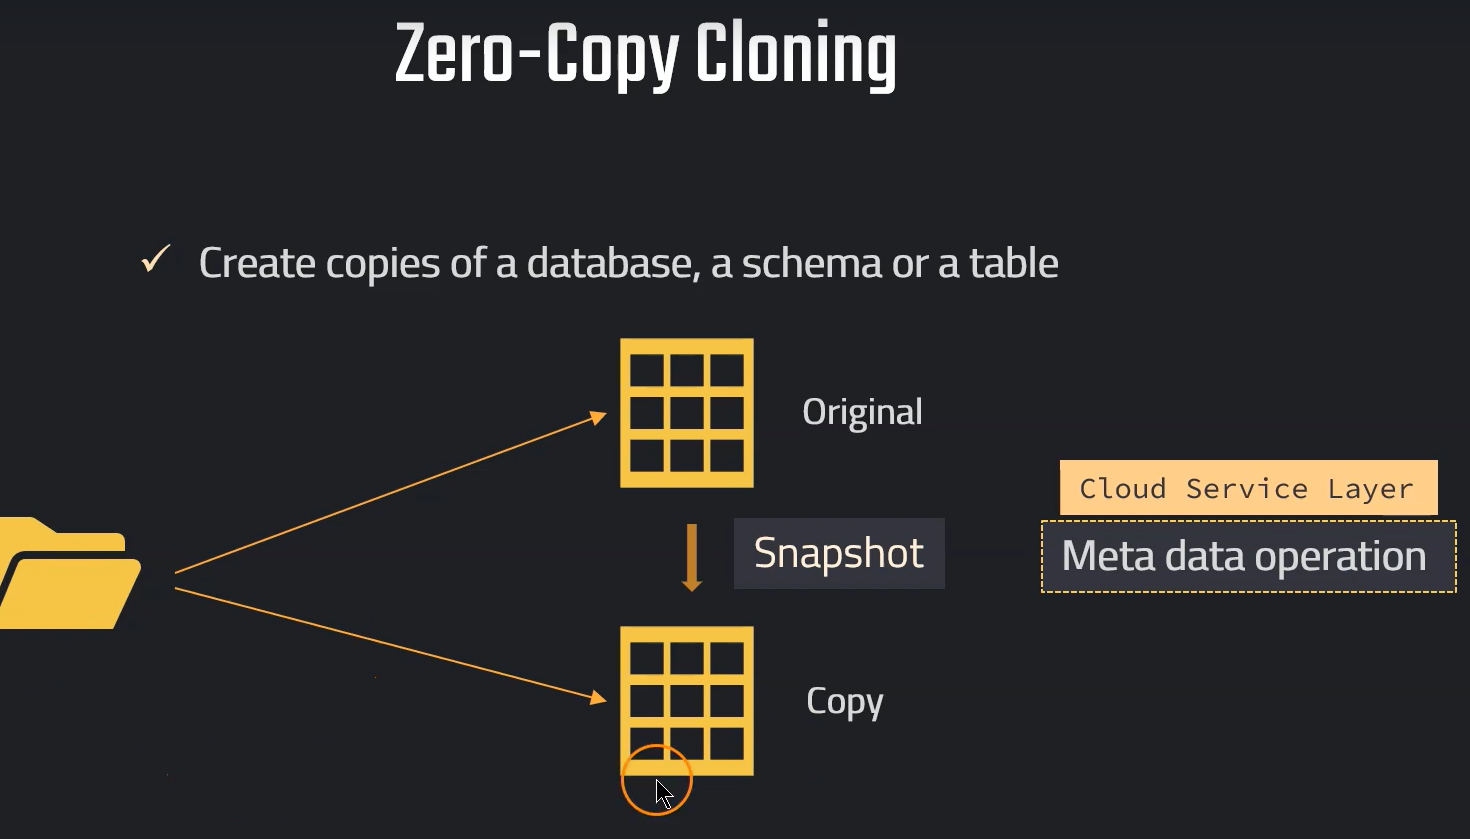 Zero-Copy Cloning
✓ Create copies of a database, a schema or a table
Original
Cloud Service Layer
Snapshot
Meta data operation
Copy